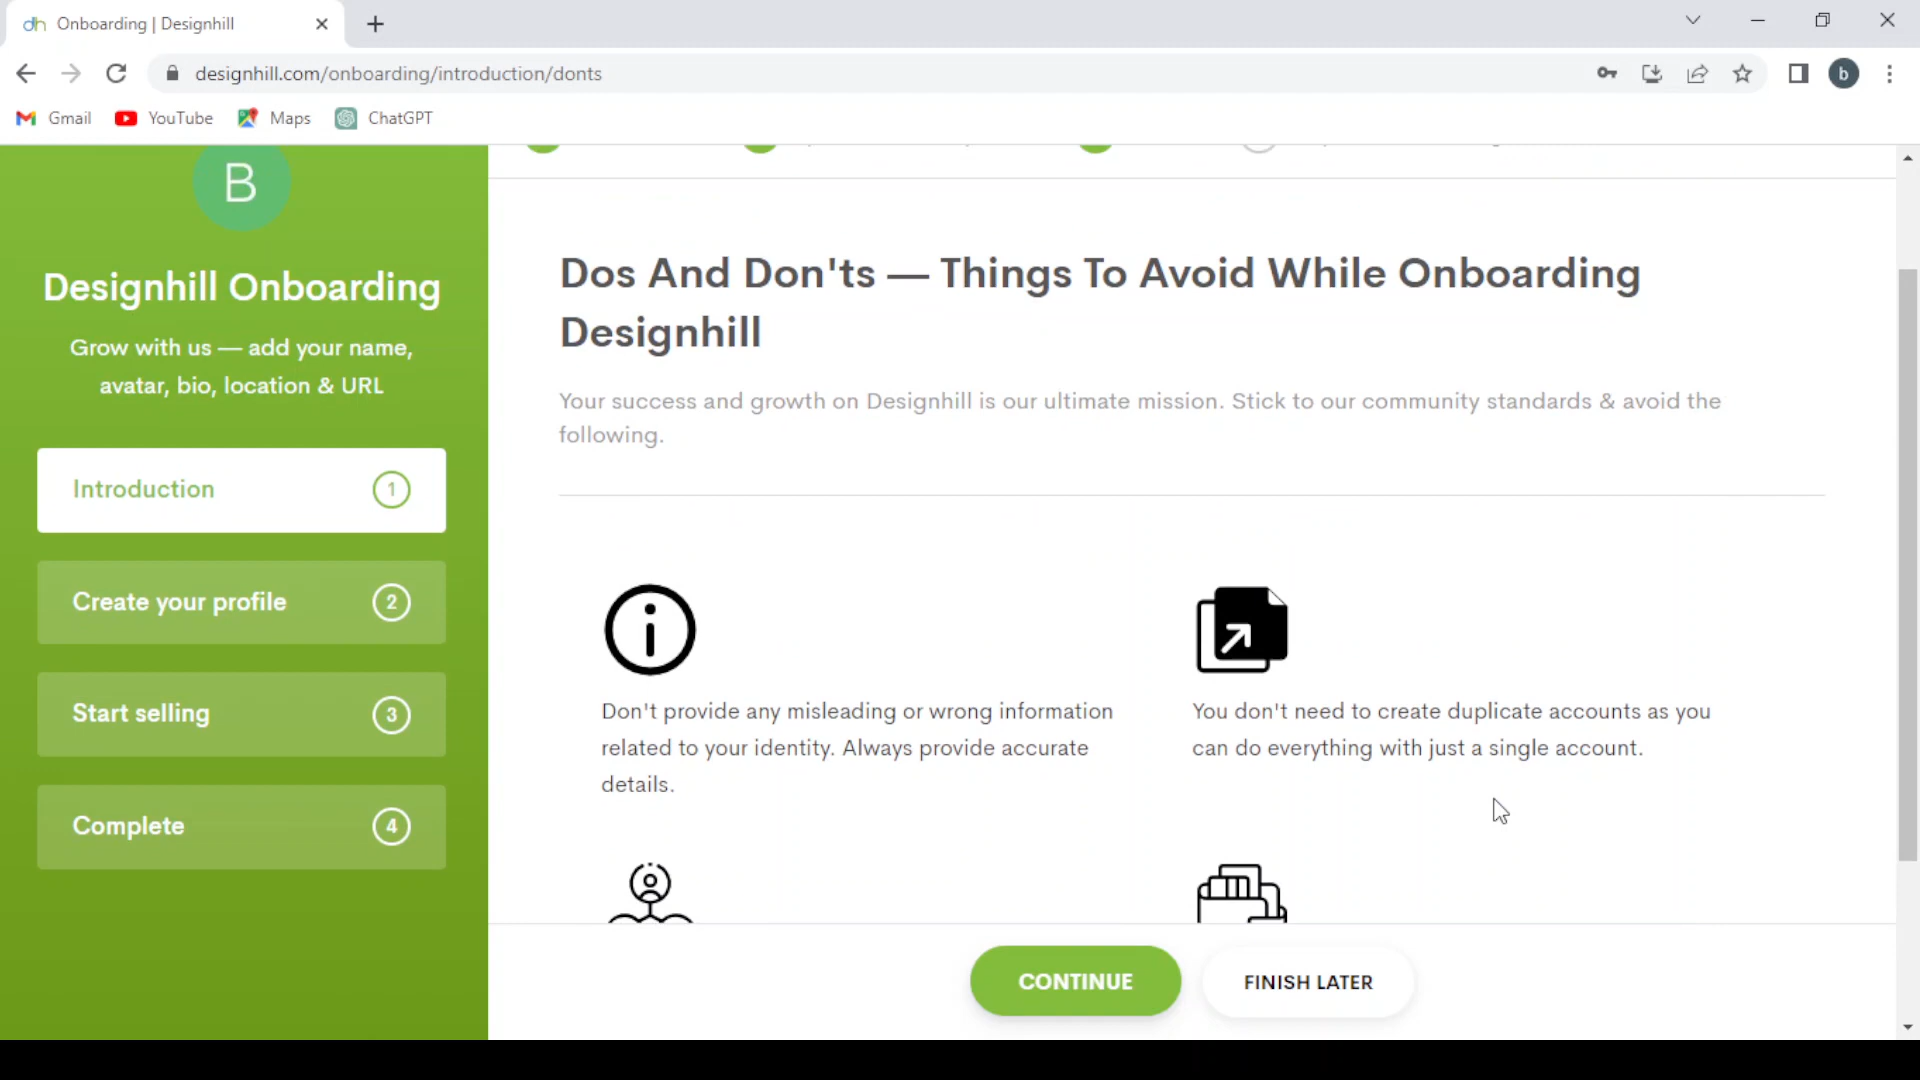 dh Onboarding | Designhill
designhill.com/onboarding/introduction/donts
b
Gmail YouTube Maps ChatGPT
B
Designhill Onboarding
Grow with us — add your name,
avatar, bio, location & URL
Introduction 1
Create your profile 2
Start selling 3
Complete 4
Dos And Don'ts — Things To Avoid While Onboarding
Designhill
Your success and growth on Designhill is our ultimate mission. Stick to our community standards & avoid the
following.
Don't provide any misleading or wrong information
related to your identity. Always provide accurate
details.
You don't need to create duplicate accounts as you
can do everything with just a single account.
CONTINUE
FINISH LATER